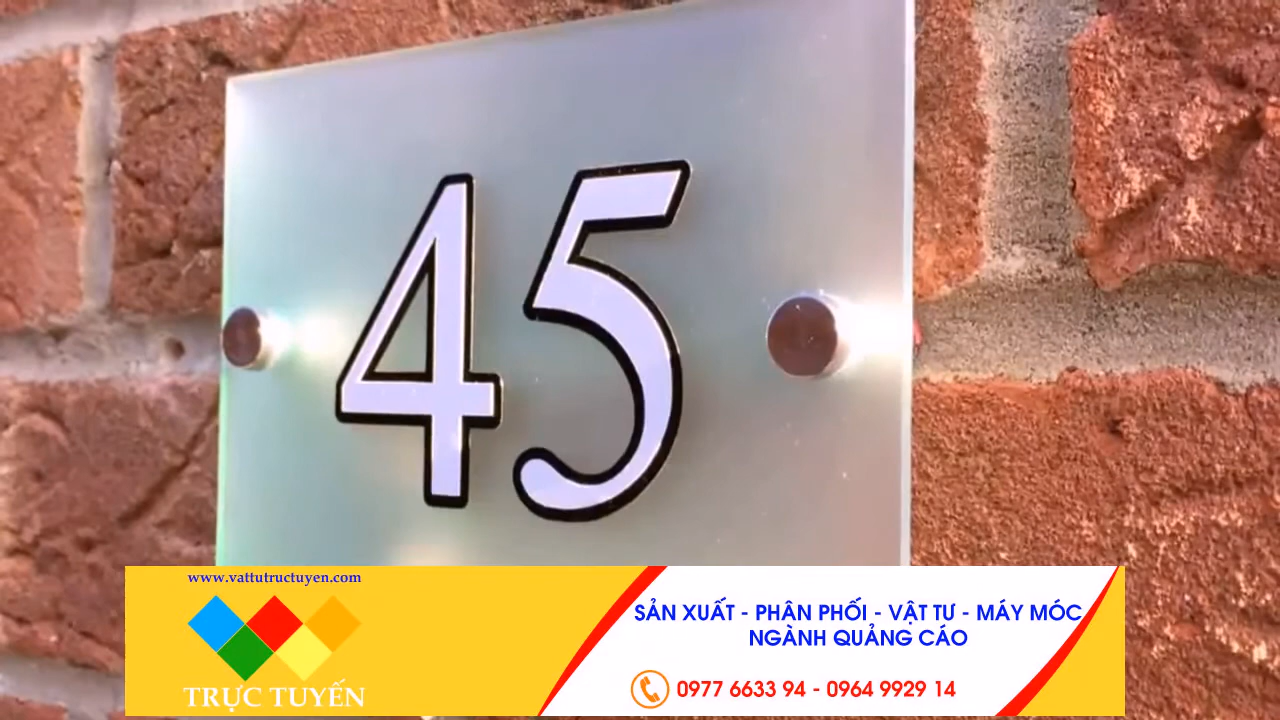 45
www.vattutructuyen.com
TRỰC TUYẾN
SẢN XUẤT - PHÂN PHỐI - VẬT TƯ - MÁY MÓC
NGÀNH QUẢNG CÁO
0977 6633 94 - 0964 9929 14